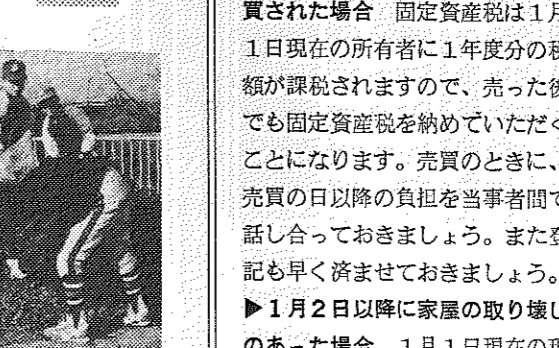 買された場合 固定資産税は１月
１日現在の所有者に１年度分の税
額が課税されますので、売った後
でも固定資産税を納めていただく
ことになります。売買のときに、
売買の日以降の負担を当事者間で
話し合っておきましょう。また登
記も早く済ませておきましょう。
▶１月２日以降に家屋の取り壊し
のあった場合 １月１日現在の